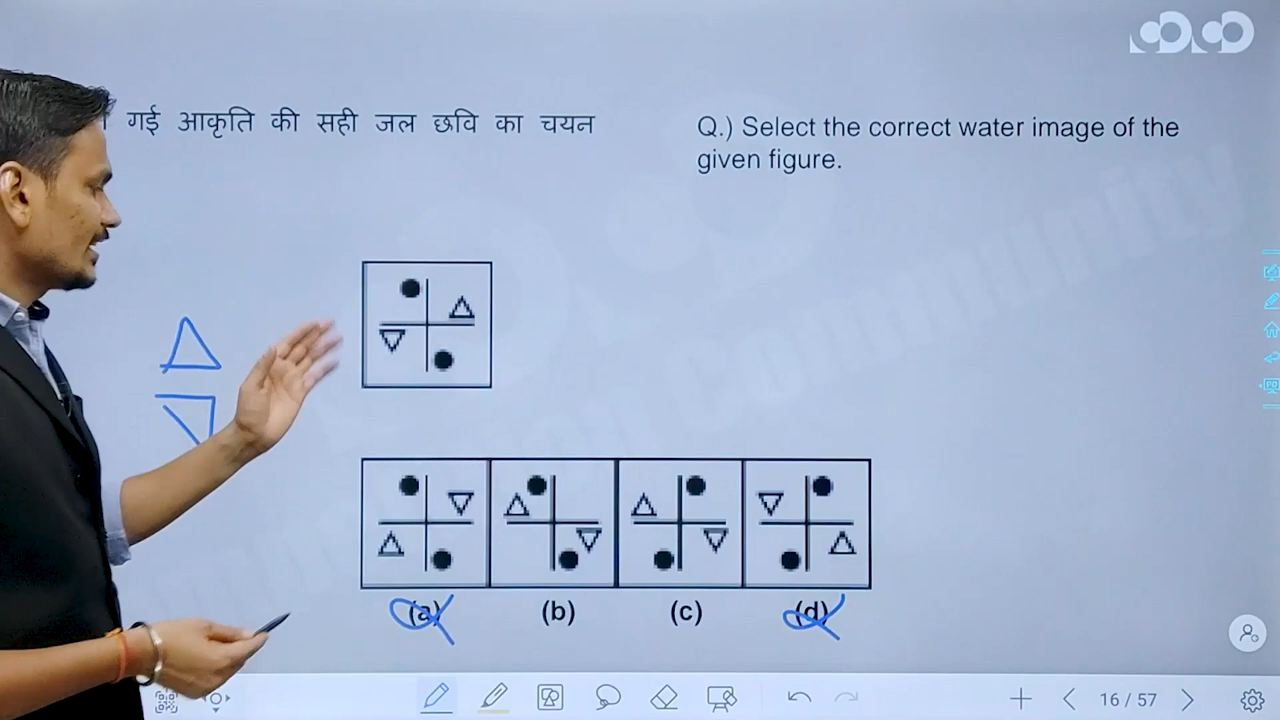 गई आकृति की सही जल छवि का चयन
Q.) Select the correct water image of the
given figure.
(a) (b) (c) (d)
16 / 57